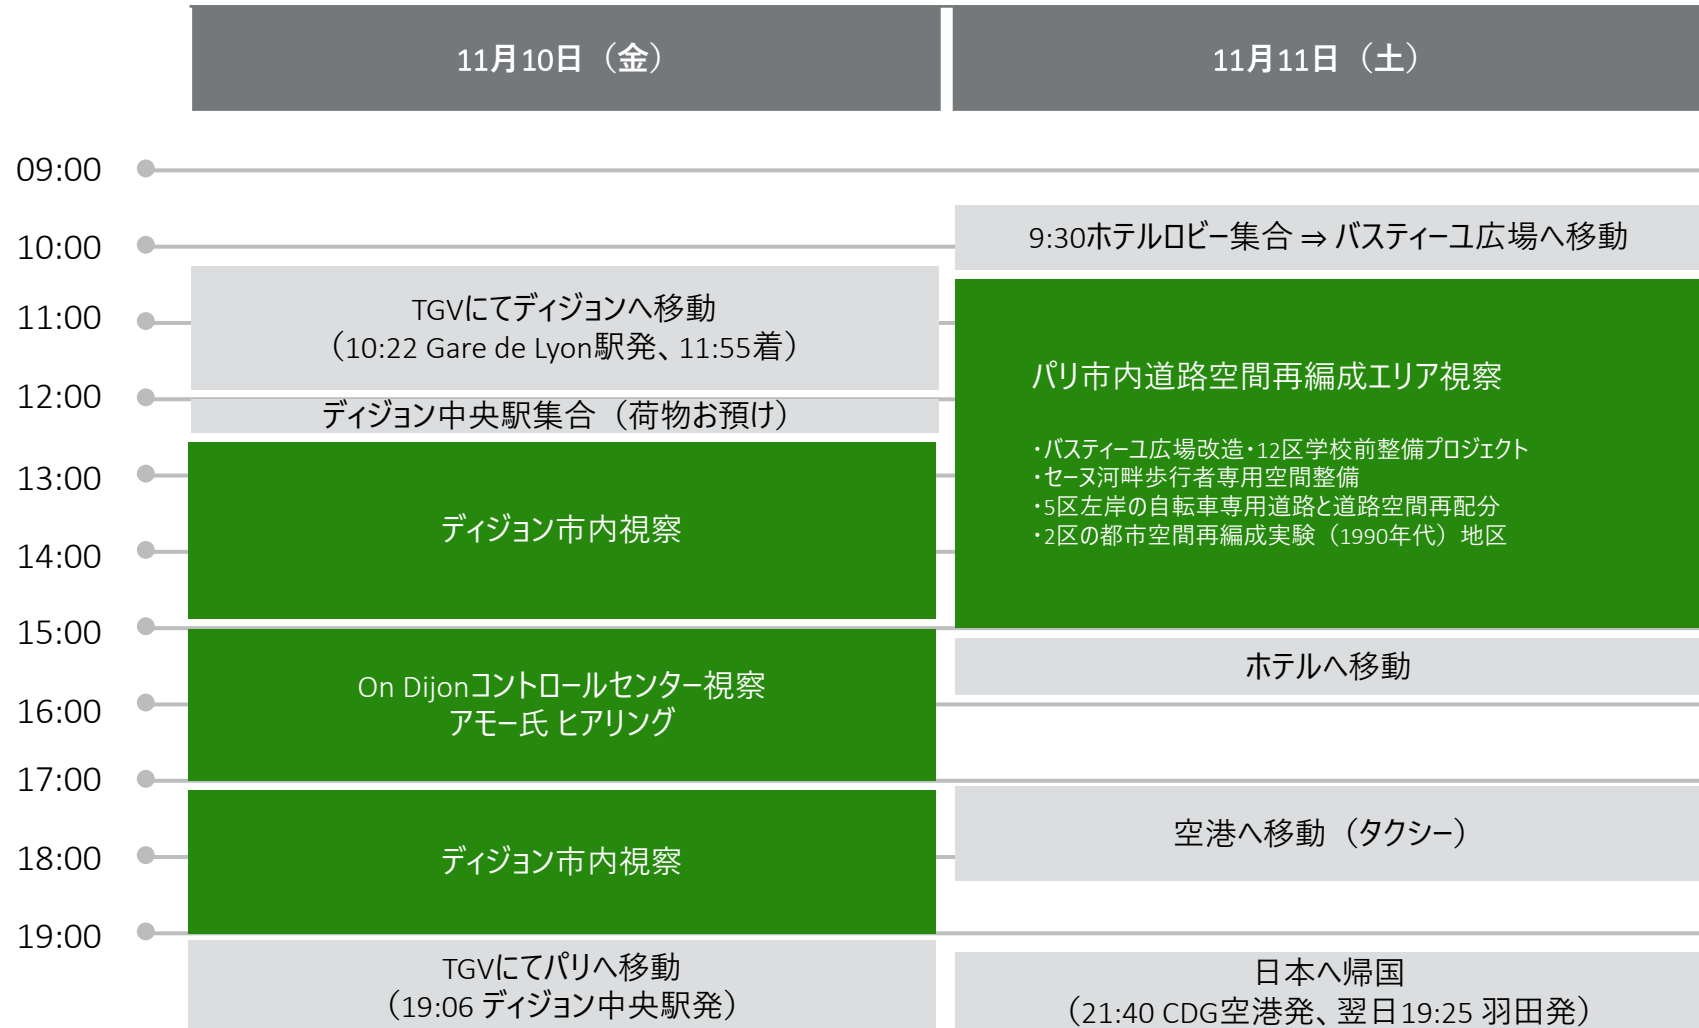 11月10日（金）
11月11日（土）
09:00
10:00
11:00
12:00
13:00
14:00
15:00
16:00
17:00
18:00
19:00
TGVにてディジョンへ移動
（10:22 Gare de Lyon駅発、11:55着）
ディジョン中央駅集合（荷物お預け）
ディジョン市内視察
On Dijonコントロールセンター視察
アモー氏 ヒアリング
ディジョン市内視察
TGVにてパリへ移動
（19:06 ディジョン中央駅発）
9:30ホテルロビー集合 ⇒ バスティーユ広場へ移動
パリ市内道路空間再編成エリア視察
・バスティーユ広場改造・12区学校前整備プロジェクト
・セーヌ河畔歩行者専用空間整備
・5区左岸の自転車専用道路と道路空間再配分
・2区の都市空間再編成実験（1990年代）地区
ホテルへ移動
空港へ移動（タクシー）
日本へ帰国
（21:40 CDG空港発、翌日19:25 羽田発）